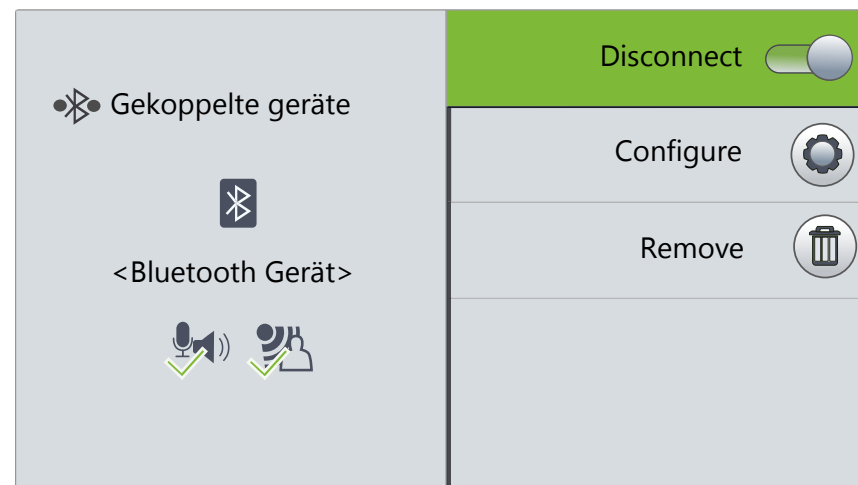 Gekoppelte geräte
<Bluetooth Gerät>
Disconnect
Configure
Remove